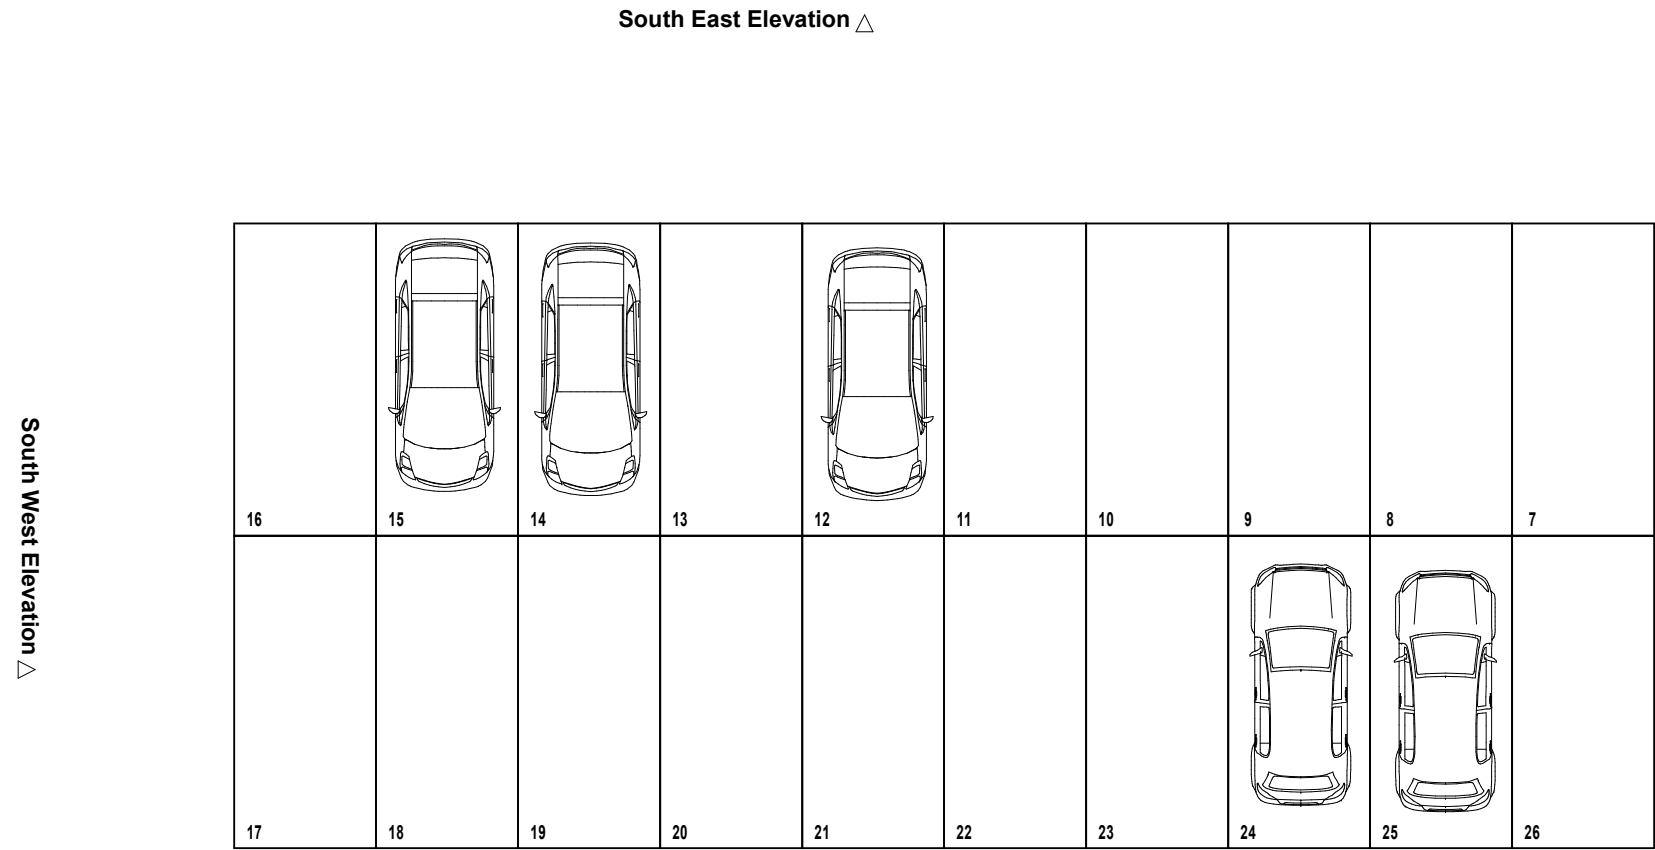 South East Elevation △
South West Elevation △
16 15 14 13 12 11 10 9 8 7
17 18 19 20 21 22 23 24 25 26